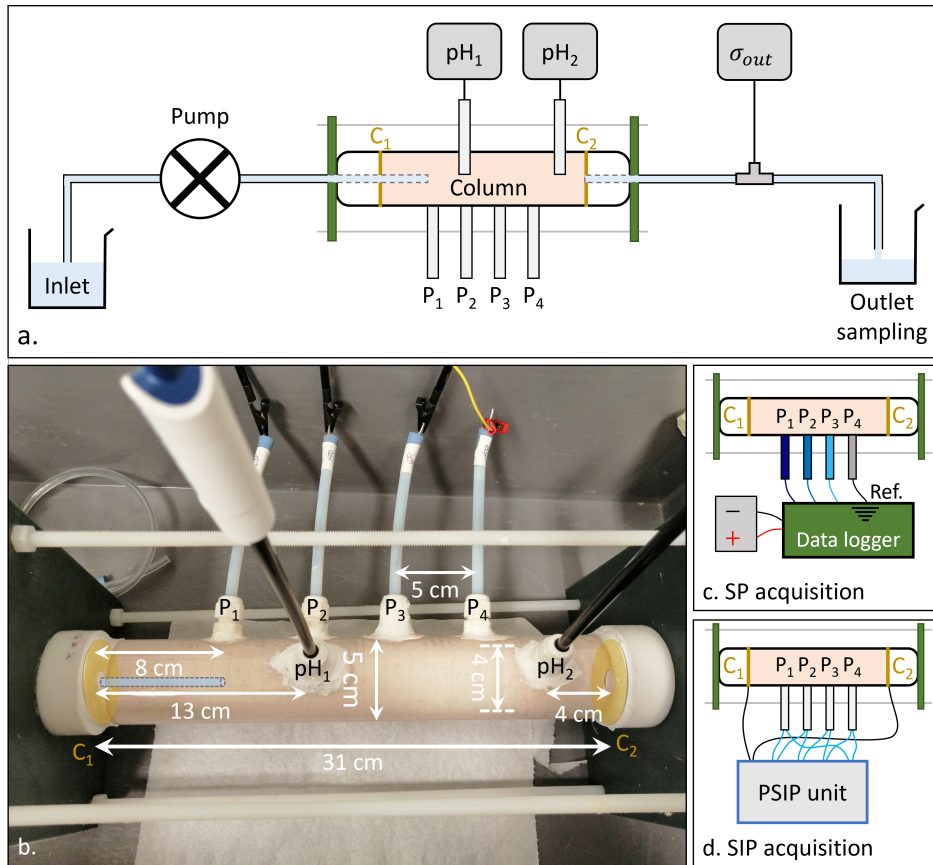 pH₁
pH₂
σₒᵤₜ
Pump
C₁
C₂
Column
Inlet
P₁
P₂
P₃
P₄
Outlet
sampling
a.
5 cm
P₁
P₂
P₃
P₄
8 cm
pH₁
5 cm
4 cm
pH₂
13 cm
4 cm
C₁
C₂
31 cm
b.
C₁
P₁ P₂ P₃ P₄
C₂
Ref.
−
+
Data logger
c. SP acquisition
C₁
P₁ P₂ P₃ P₄
C₂
PSIP unit
d. SIP acquisition